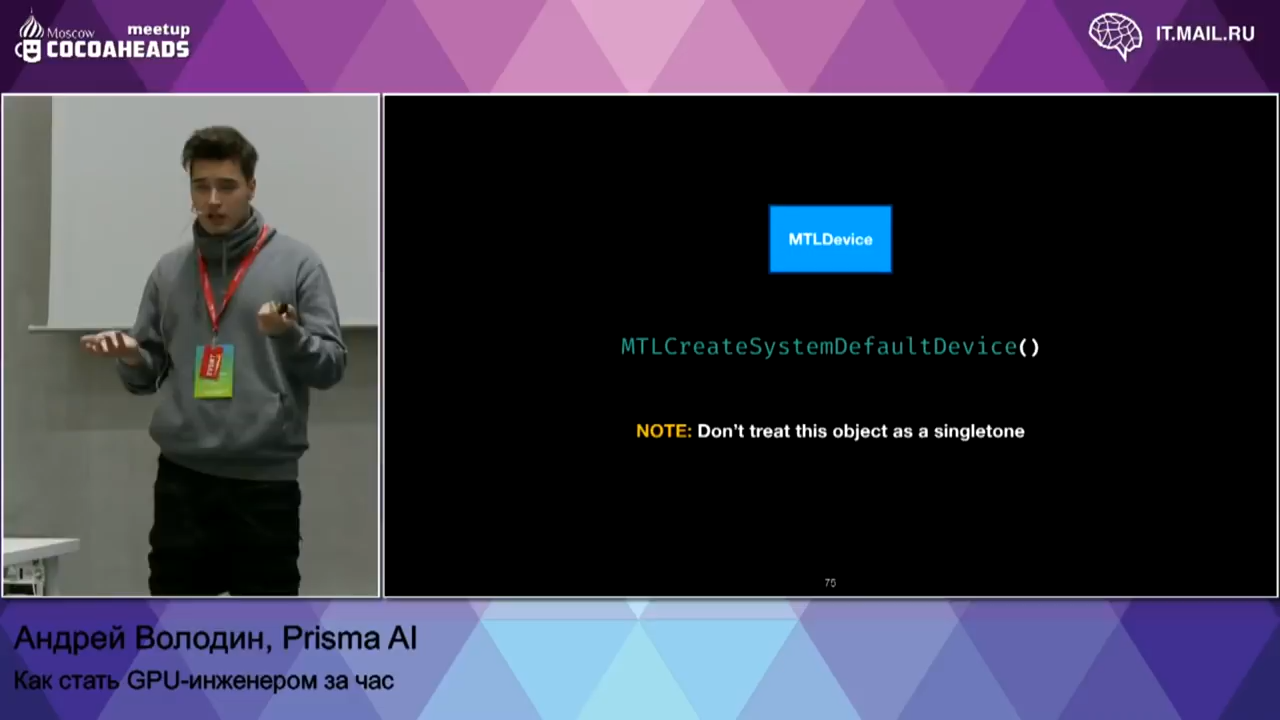 Moscow meetup
COCOAHEADS
IT.MAIL.RU
MTLDevice
MTLCreateSystemDefaultDevice()
NOTE: Don't treat this object as a singletone
Андрей Володин, Prisma AI
Как стать GPU-инженером за час